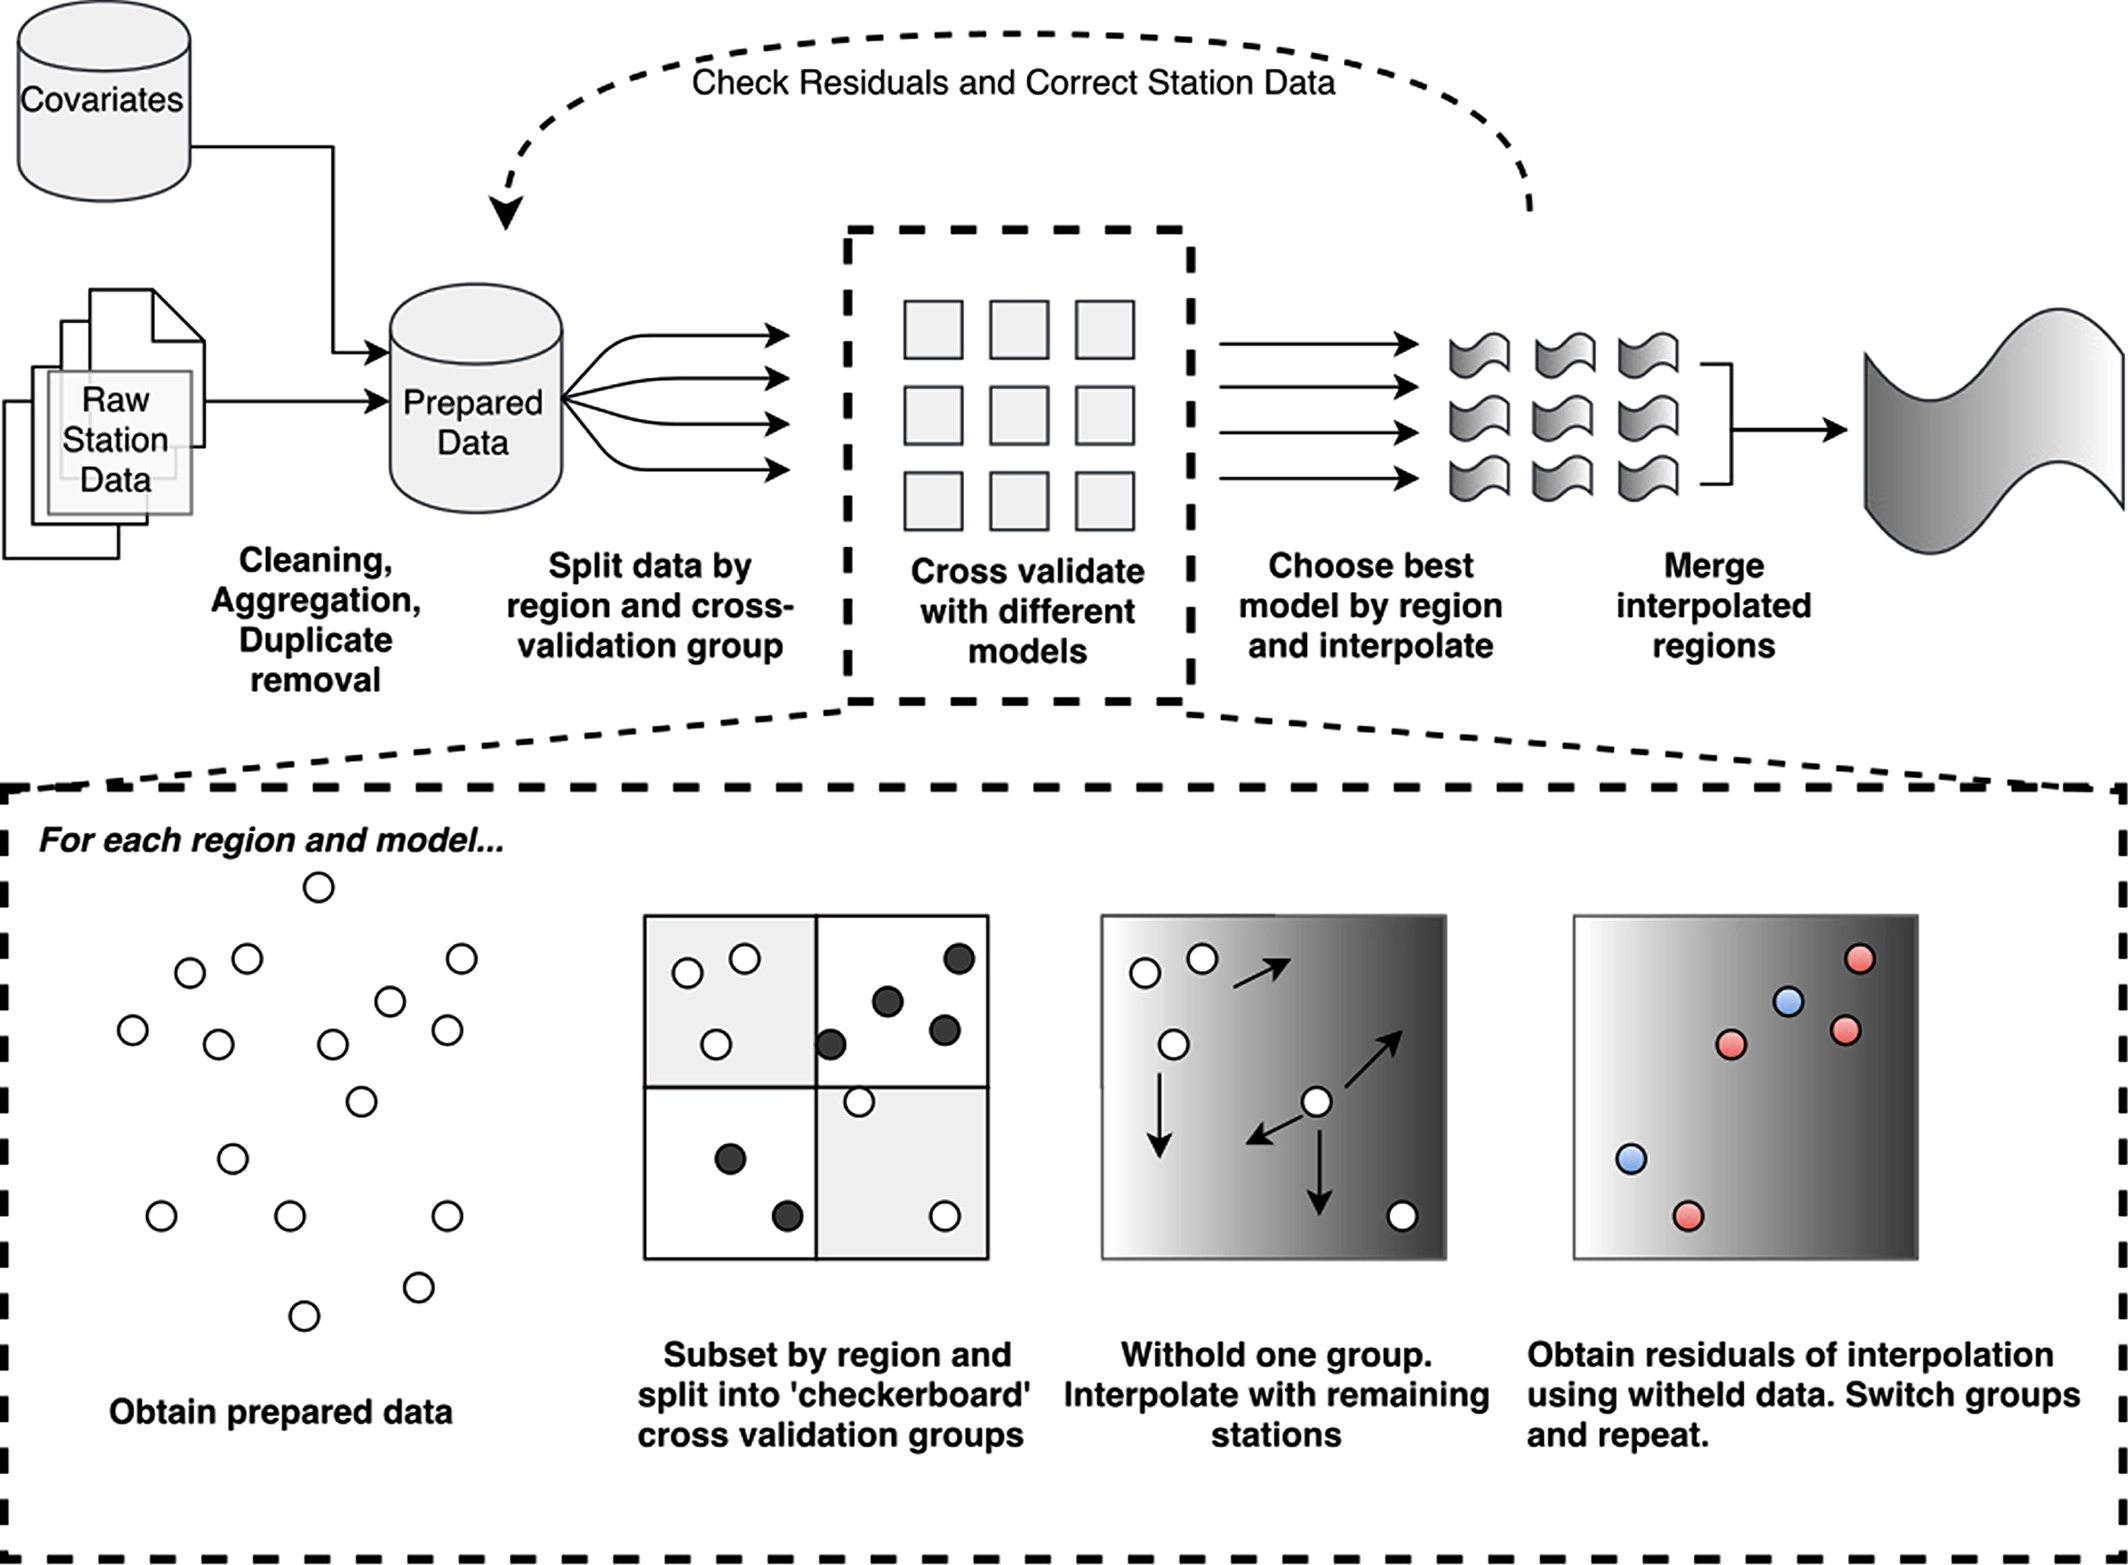 Covariates
Check Residuals and Correct Station Data
Raw
Station
Data
Prepared
Data
Cleaning,
Aggregation,
Duplicate
removal
Split data by
region and cross-
validation group
Cross validate
with different
models
Choose best
model by region
and interpolate
Merge
interpolated
regions
For each region and model...
Obtain prepared data
Subset by region and
split into 'checkerboard'
cross validation groups
Withold one group.
Interpolate with remaining
stations
Obtain residuals of interpolation
using witheld data. Switch groups
and repeat.